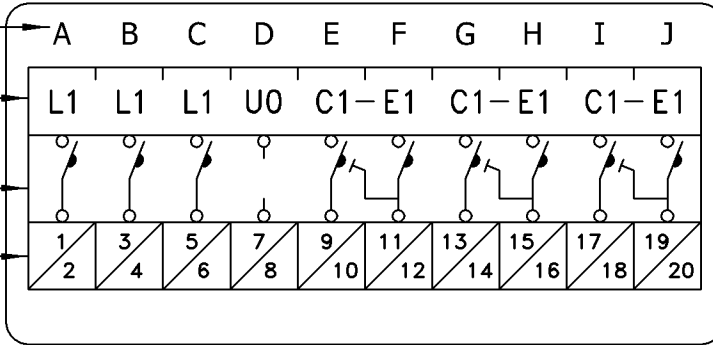 A B C D E F G H I J
L1 L1 L1 U0 C1-E1 C1-E1 C1-E1
1 3 5 7 9 11 13 15 17 19
2 4 6 8 10 12 14 16 18 20